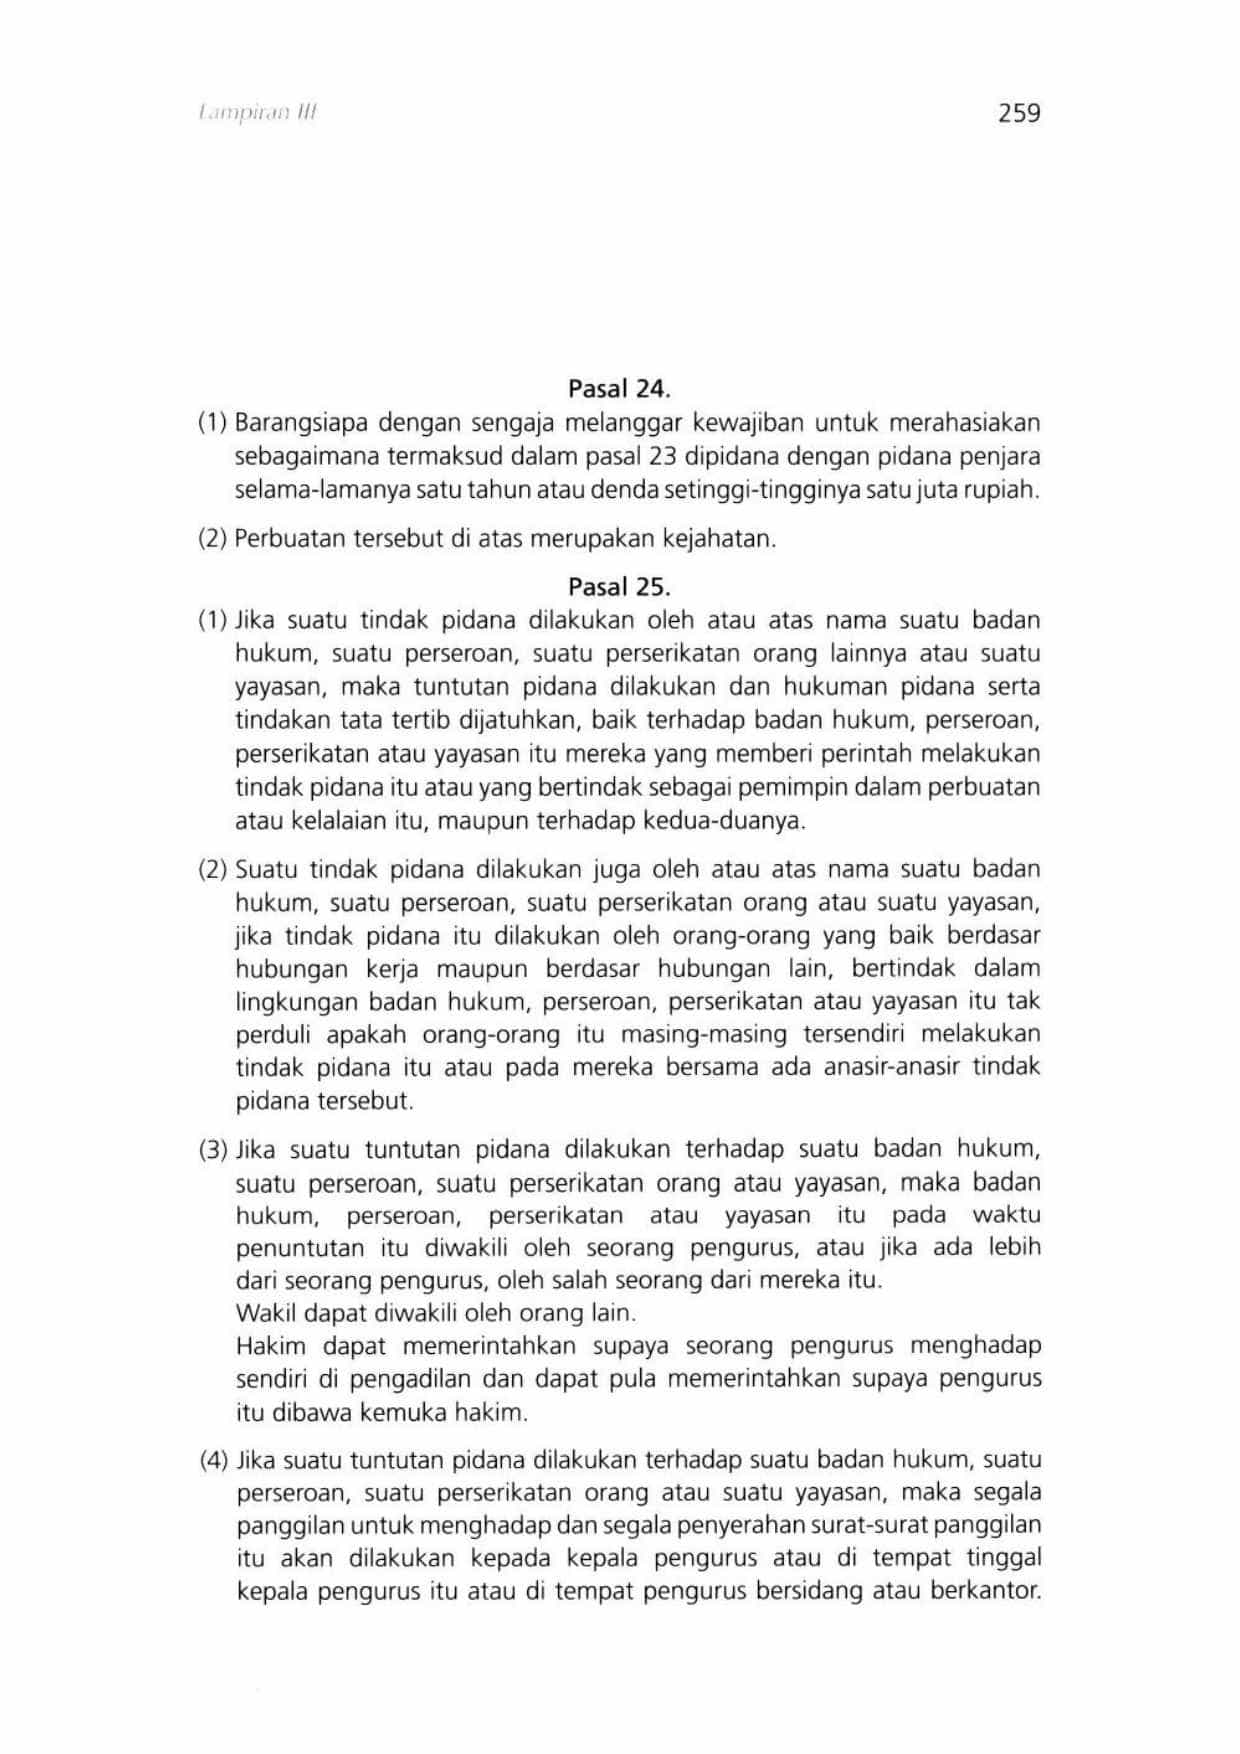 Lampiran III
259
Pasal 24.
(1) Barangsiapa dengan sengaja melanggar kewajiban untuk merahasiakan
sebagaimana termaksud dalam pasal 23 dipidana dengan pidana penjara
selama-lamanya satu tahun atau denda setinggi-tingginya satu juta rupiah.
(2) Perbuatan tersebut di atas merupakan kejahatan.
Pasal 25.
(1) Jika suatu tindak pidana dilakukan oleh atau atas nama suatu badan
hukum, suatu perseroan, suatu perserikatan orang lainnya atau suatu
yayasan, maka tuntutan pidana dilakukan dan hukuman pidana serta
tindakan tata tertib dijatuhkan, baik terhadap badan hukum, perseroan,
perserikatan atau yayasan itu mereka yang memberi perintah melakukan
tindak pidana itu atau yang bertindak sebagai pemimpin dalam perbuatan
atau kelalaian itu, maupun terhadap kedua-duanya.
(2) Suatu tindak pidana dilakukan juga oleh atau atas nama suatu badan
hukum, suatu perseroan, suatu perserikatan orang atau suatu yayasan,
jika tindak pidana itu dilakukan oleh orang-orang yang baik berdasar
hubungan kerja maupun berdasar hubungan lain, bertindak dalam
lingkungan badan hukum, perseroan, perserikatan atau yayasan itu tak
perduli apakah orang-orang itu masing-masing tersendiri melakukan
tindak pidana itu atau pada mereka bersama ada anasir-anasir tindak
pidana tersebut.
(3) Jika suatu tuntutan pidana dilakukan terhadap suatu badan hukum,
suatu perseroan, suatu perserikatan orang atau yayasan, maka badan
hukum, perseroan, perserikatan atau yayasan itu pada waktu
penuntutan itu diwakili oleh seorang pengurus, atau jika ada lebih
dari seorang pengurus, oleh salah seorang dari mereka itu.
Wakil dapat diwakili oleh orang lain.
Hakim dapat memerintahkan supaya seorang pengurus menghadap
sendiri di pengadilan dan dapat pula memerintahkan supaya pengurus
itu dibawa kemuka hakim.
(4) Jika suatu tuntutan pidana dilakukan terhadap suatu badan hukum, suatu
perseroan, suatu perserikatan orang atau suatu yayasan, maka segala
panggilan untuk menghadap dan segala penyerahan surat-surat panggilan
itu akan dilakukan kepada kepala pengurus atau di tempat tinggal
kepala pengurus itu atau di tempat pengurus bersidang atau berkantor.